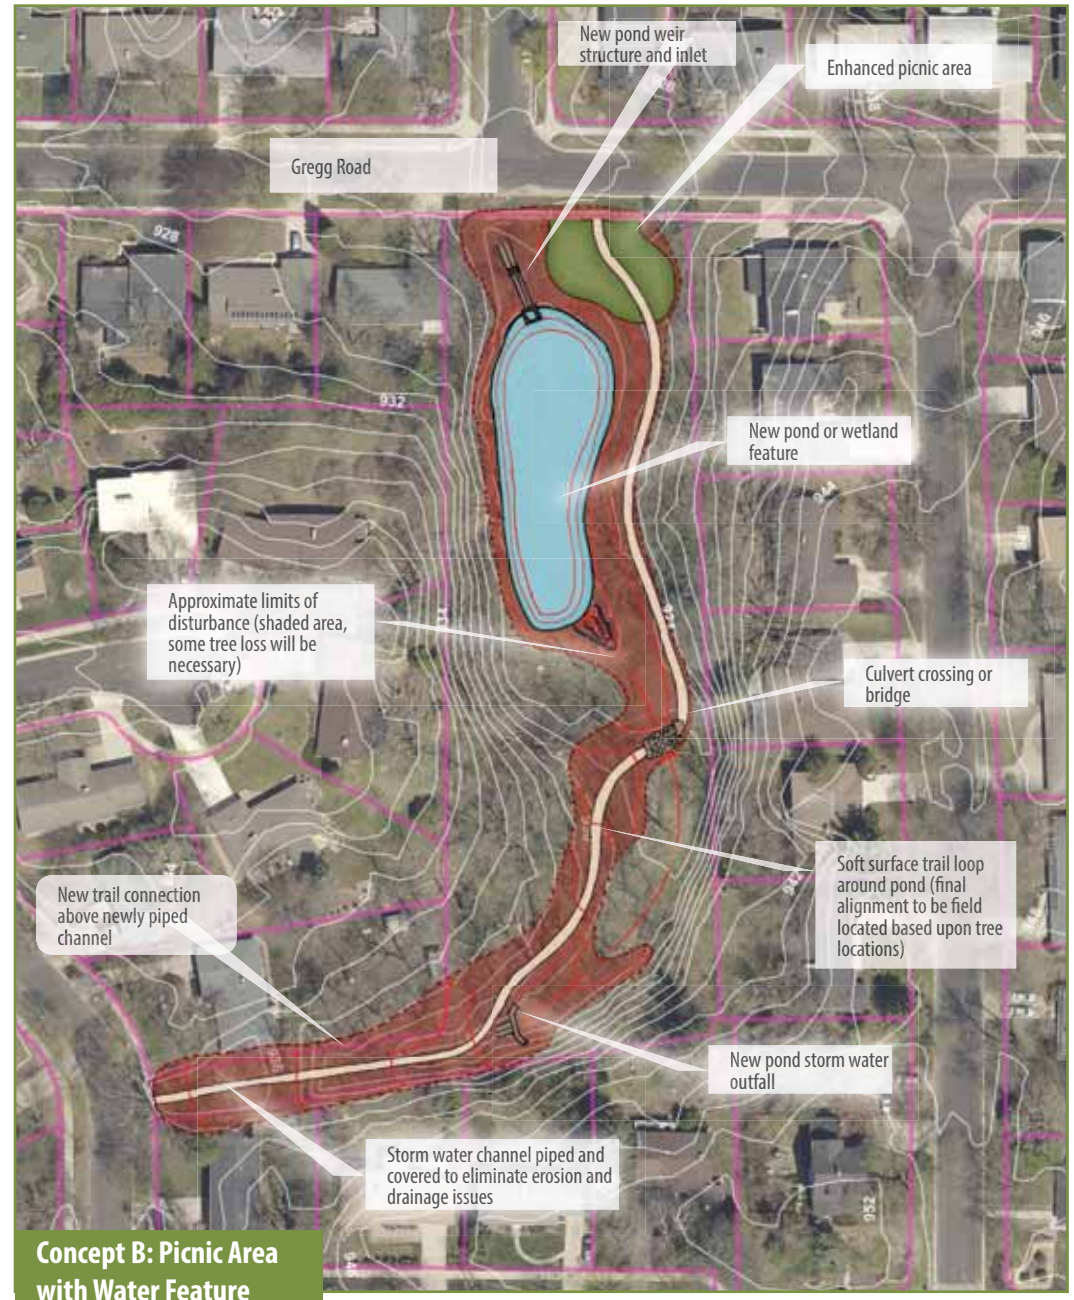 New pond weir
structure and inlet
Enhanced picnic area
Gregg Road
928
932
New pond or wetland
feature
944
Approximate limits of
disturbance (shaded area,
some tree loss will be
necessary)
Culvert crossing or
bridge
Soft surface trail loop
around pond (final
alignment to be field
located based upon tree
locations)
New trail connection
above newly piped
channel
New pond storm water
outfall
Storm water channel piped and
covered to eliminate erosion and
drainage issues
952
Concept B: Picnic Area
with Water Feature